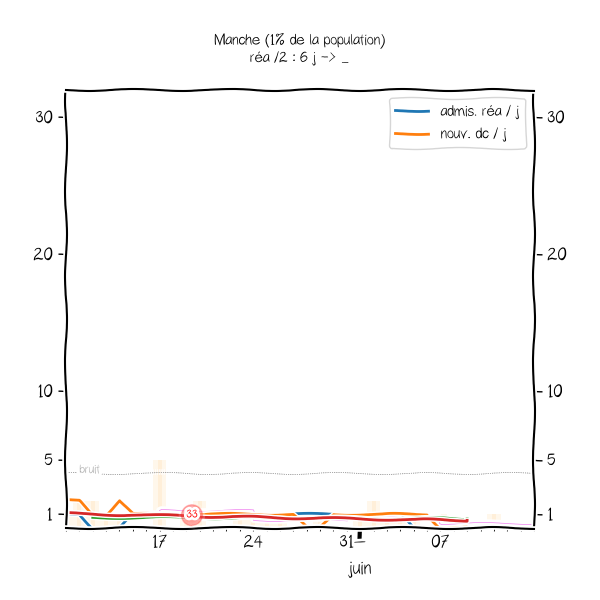 Manche (1% de la population)
réa /2 : 6 j -> _
admis. réa / j
nouv. dc / j
30
30
20
20
10
10
5
5
bruit
1
1
33
17
24
31
07
juin